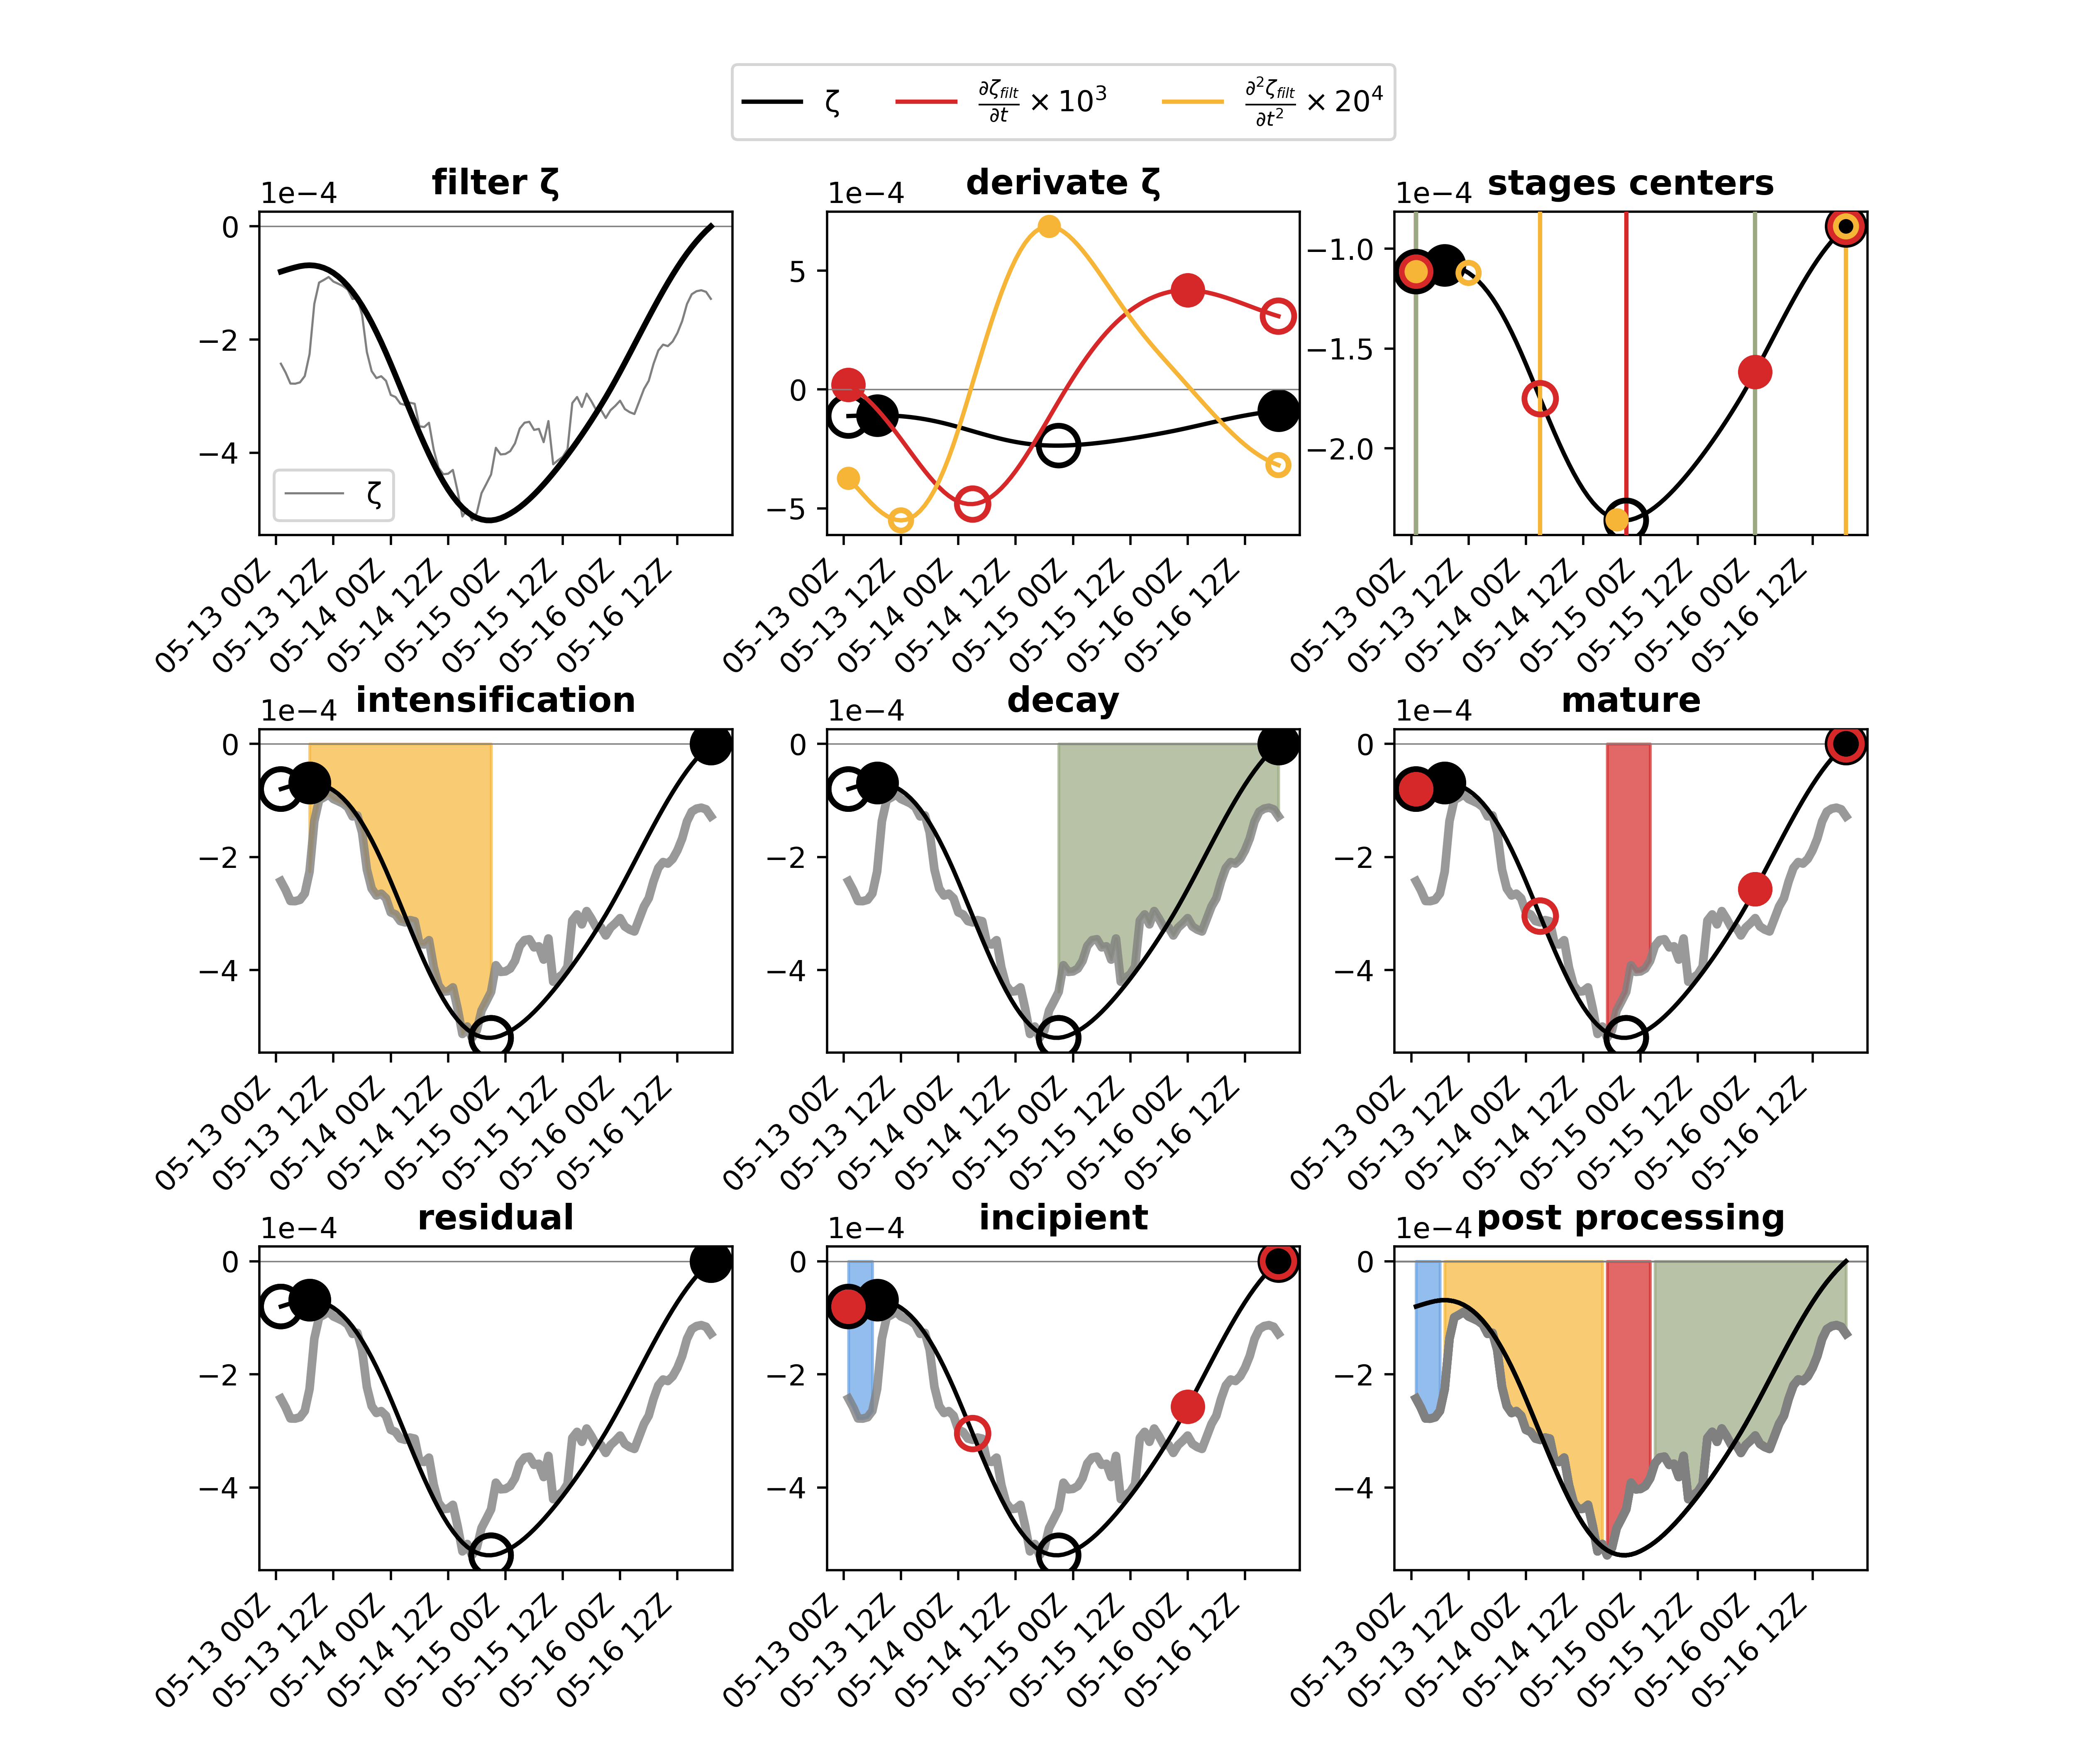 ζ ∂ζ_filt/∂t × 10³ ∂²ζ_filt/∂t² × 20⁴
filter ζ
1e−4
0
−2
−4
ζ
05-13 00Z
05-13 12Z
05-14 00Z
05-14 12Z
05-15 00Z
05-15 12Z
05-16 00Z
05-16 12Z
derivate ζ
1e−4
5
0
−5
05-13 00Z
05-13 12Z
05-14 00Z
05-14 12Z
05-15 00Z
05-15 12Z
05-16 00Z
05-16 12Z
stages centers
1e−4
−1.0
−1.5
−2.0
05-13 00Z
05-13 12Z
05-14 00Z
05-14 12Z
05-15 00Z
05-15 12Z
05-16 00Z
05-16 12Z
intensification
1e−4
0
−2
−4
05-13 00Z
05-13 12Z
05-14 00Z
05-14 12Z
05-15 00Z
05-15 12Z
05-16 00Z
05-16 12Z
decay
1e−4
0
−2
−4
05-13 00Z
05-13 12Z
05-14 00Z
05-14 12Z
05-15 00Z
05-15 12Z
05-16 00Z
05-16 12Z
mature
1e−4
0
−2
−4
05-13 00Z
05-13 12Z
05-14 00Z
05-14 12Z
05-15 00Z
05-15 12Z
05-16 00Z
05-16 12Z
residual
1e−4
0
−2
−4
05-13 00Z
05-13 12Z
05-14 00Z
05-14 12Z
05-15 00Z
05-15 12Z
05-16 00Z
05-16 12Z
incipient
1e−4
0
−2
−4
05-13 00Z
05-13 12Z
05-14 00Z
05-14 12Z
05-15 00Z
05-15 12Z
05-16 00Z
05-16 12Z
post processing
1e−4
0
−2
−4
05-13 00Z
05-13 12Z
05-14 00Z
05-14 12Z
05-15 00Z
05-15 12Z
05-16 00Z
05-16 12Z